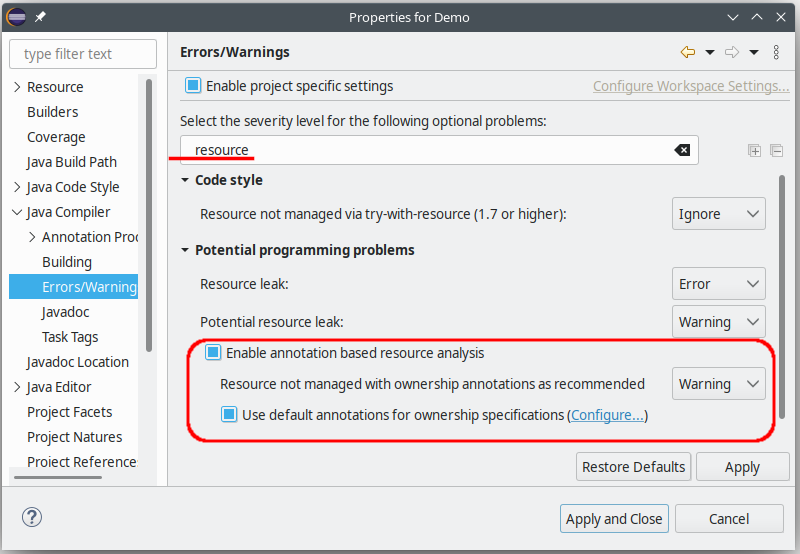 Properties for Demo
type filter text
Resource
Builders
Coverage
Java Build Path
Java Code Style
Java Compiler
Annotation Proc
Building
Errors/Warning
Javadoc
Task Tags
Javadoc Location
Java Editor
Project Facets
Project Natures
Project Reference
Errors/Warnings
Enable project specific settings
Configure Workspace Settings...
Select the severity level for the following optional problems:
resource
Code style
Resource not managed via try-with-resource (1.7 or higher): Ignore
Potential programming problems
Resource leak: Error
Potential resource leak: Warning
Enable annotation based resource analysis
Resource not managed with ownership annotations as recommended Warning
Use default annotations for ownership specifications (Configure...)
Restore Defaults Apply
? Apply and Close Cancel